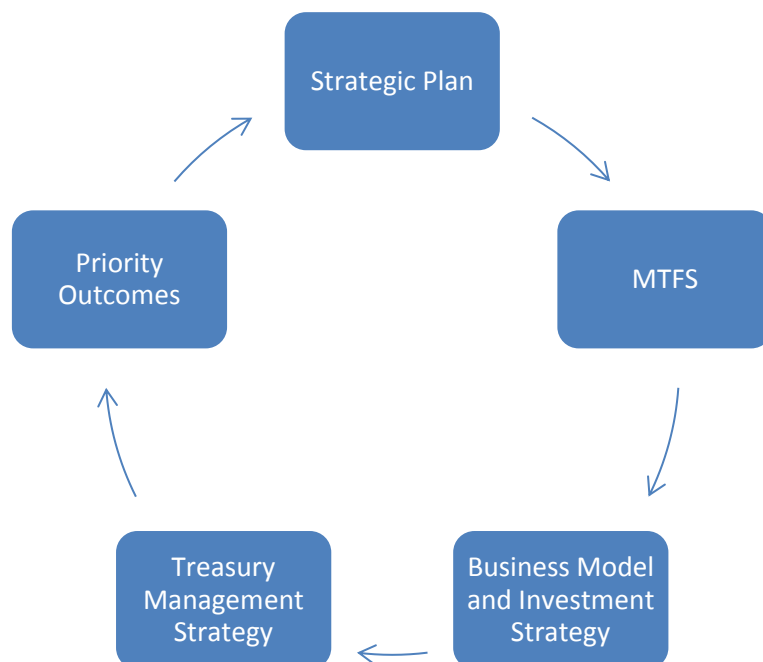 Strategic Plan
MTFS
Business Model
and Investment
Strategy
Treasury
Management
Strategy
Priority
Outcomes